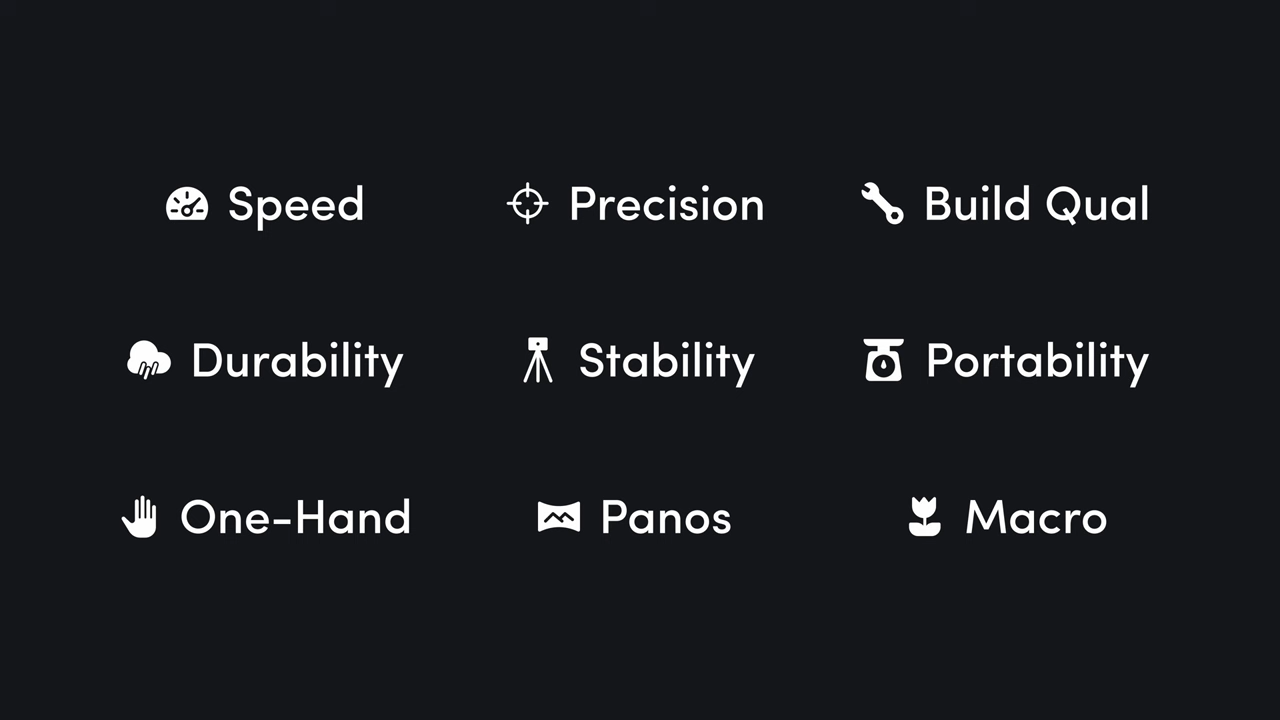 Speed
Precision
Build Qual
Durability
Stability
Portability
One-Hand
Panos
Macro